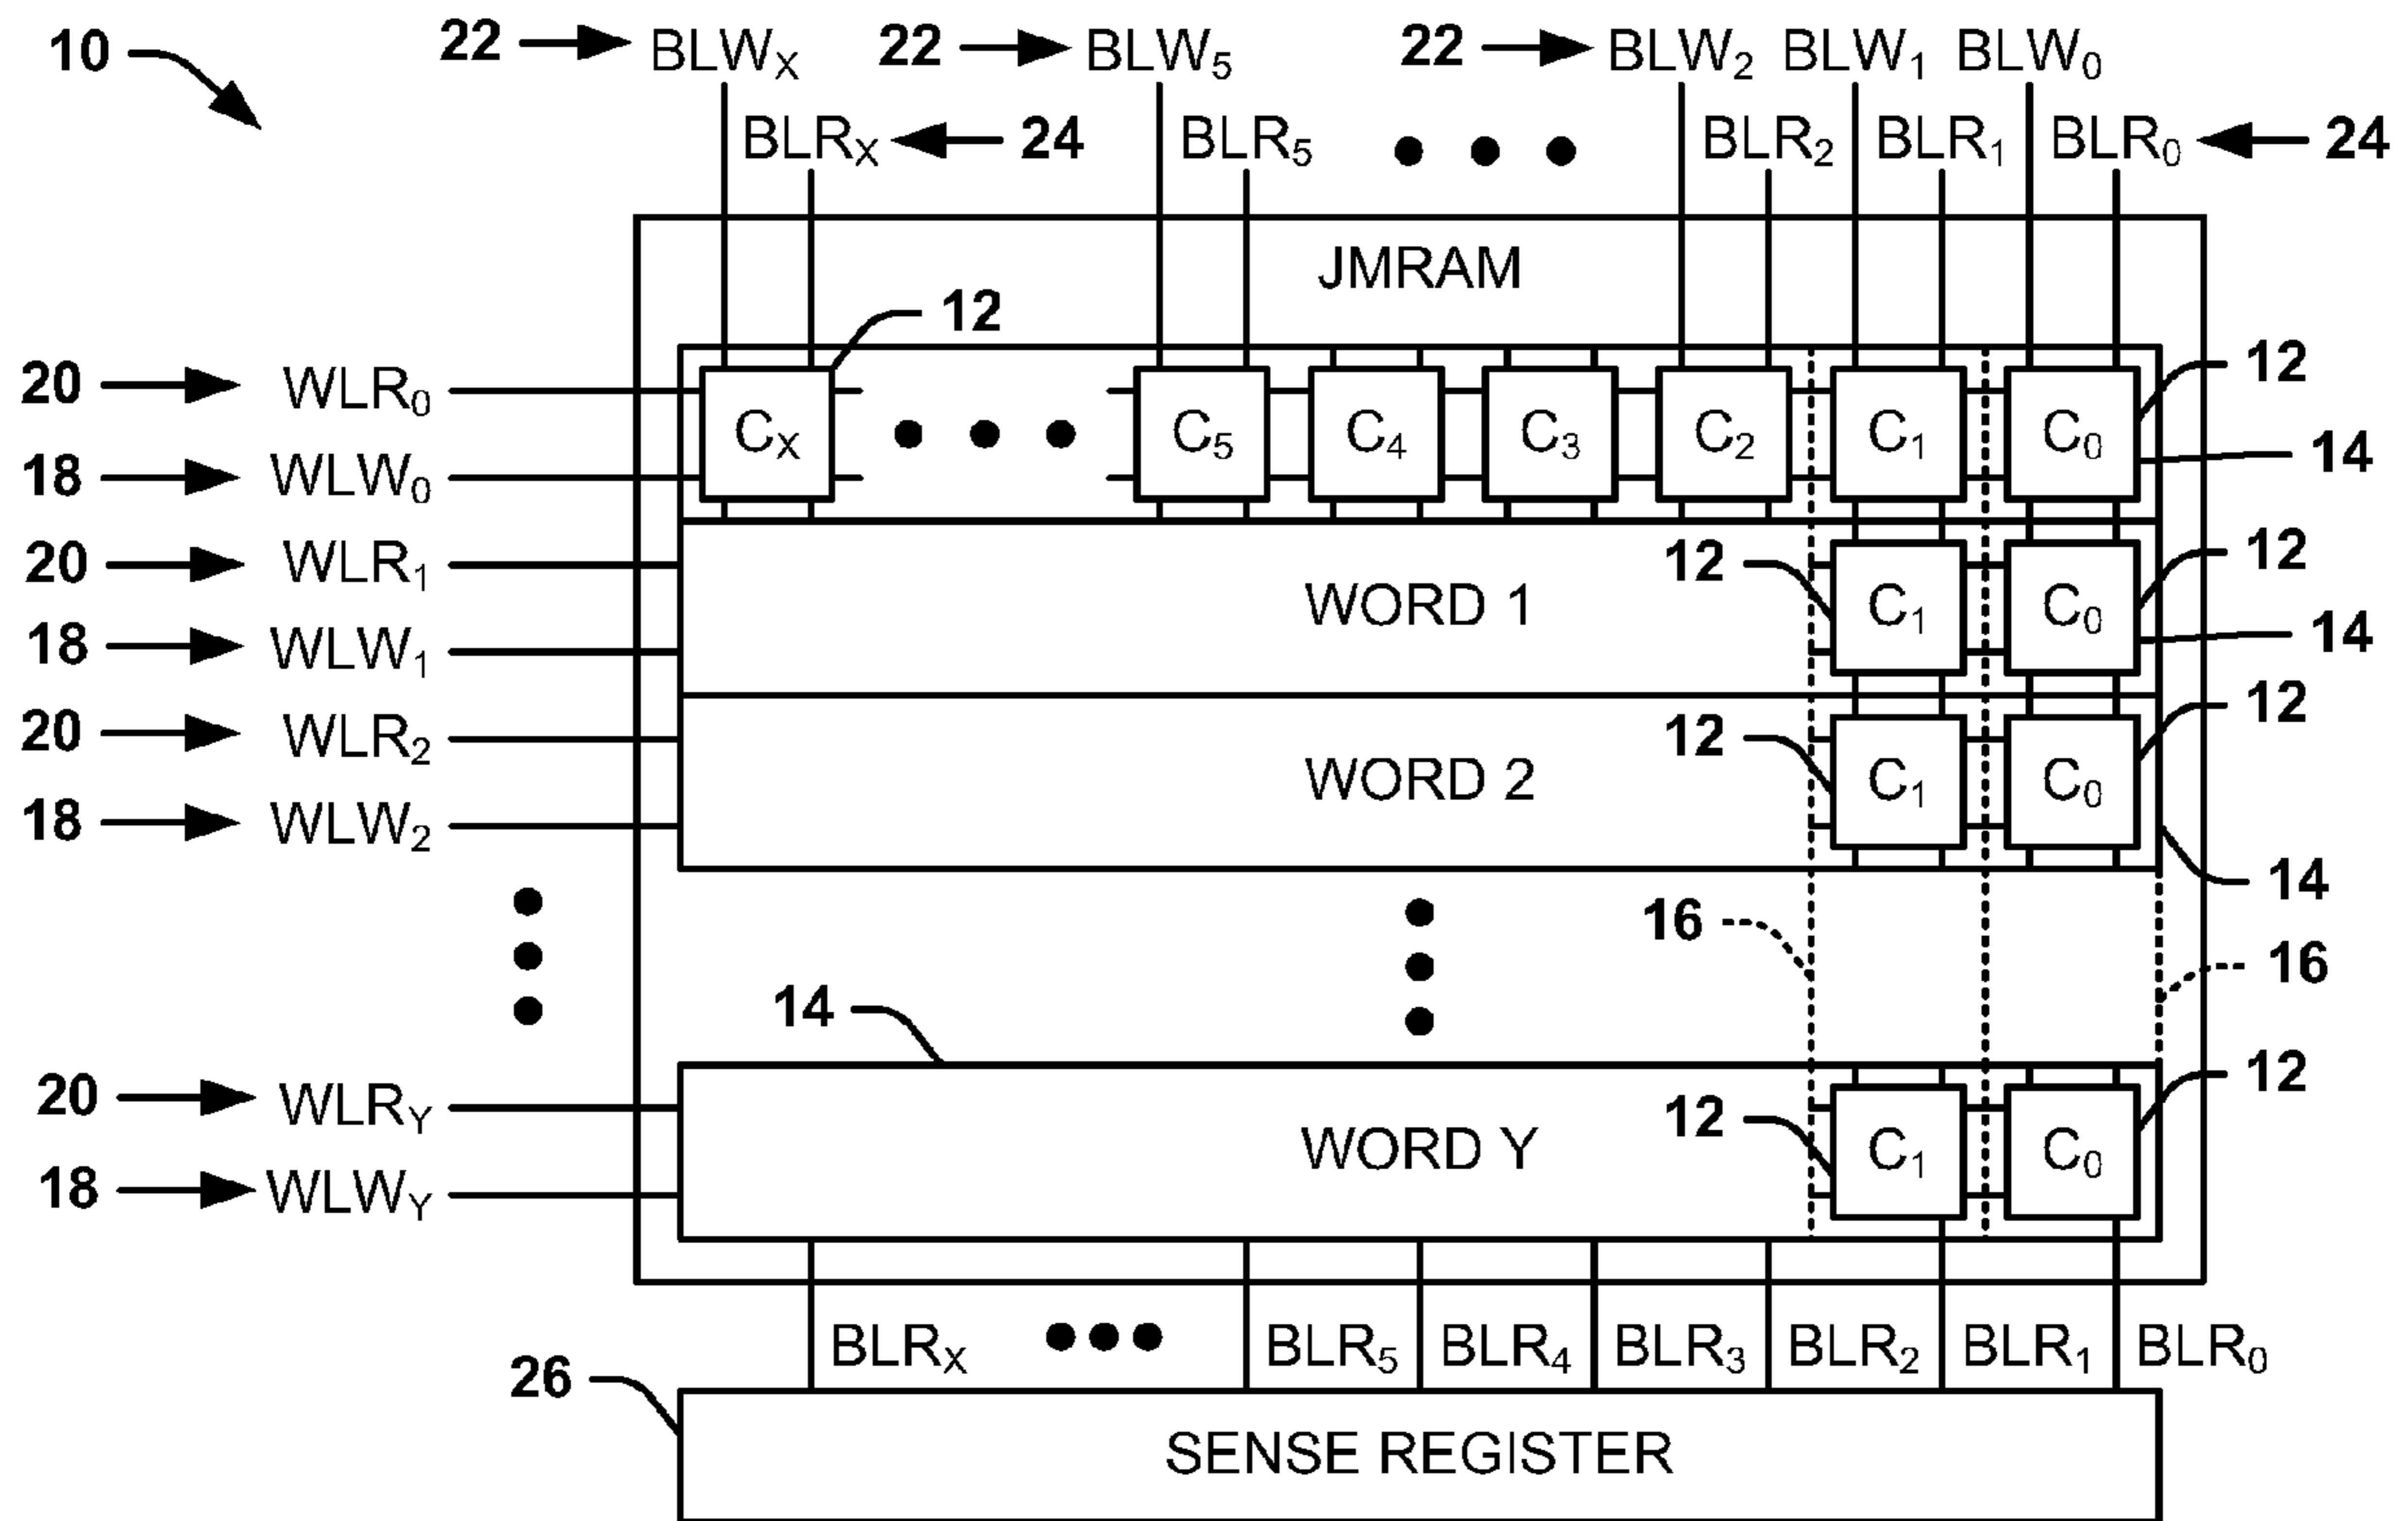 10
22 BLWX 22 BLW5 22 BLW2 BLW1 BLW0
BLRX 24 BLR5 BLR2 BLR1 BLR0 24
JMRAM
12
20 WLR0 12
CX C5 C4 C3 C2 C1 C0
18 WLW0 14
20 WLR1 12 12
WORD 1 C1 C0
18 WLW1 14
20 WLR2 12 12
WORD 2 C1 C0
18 WLW2
14
16 16
14
20 WLRY 12 12
WORD Y C1 C0
18 WLWY
BLRX BLR5 BLR4 BLR3 BLR2 BLR1 BLR0
26
SENSE REGISTER